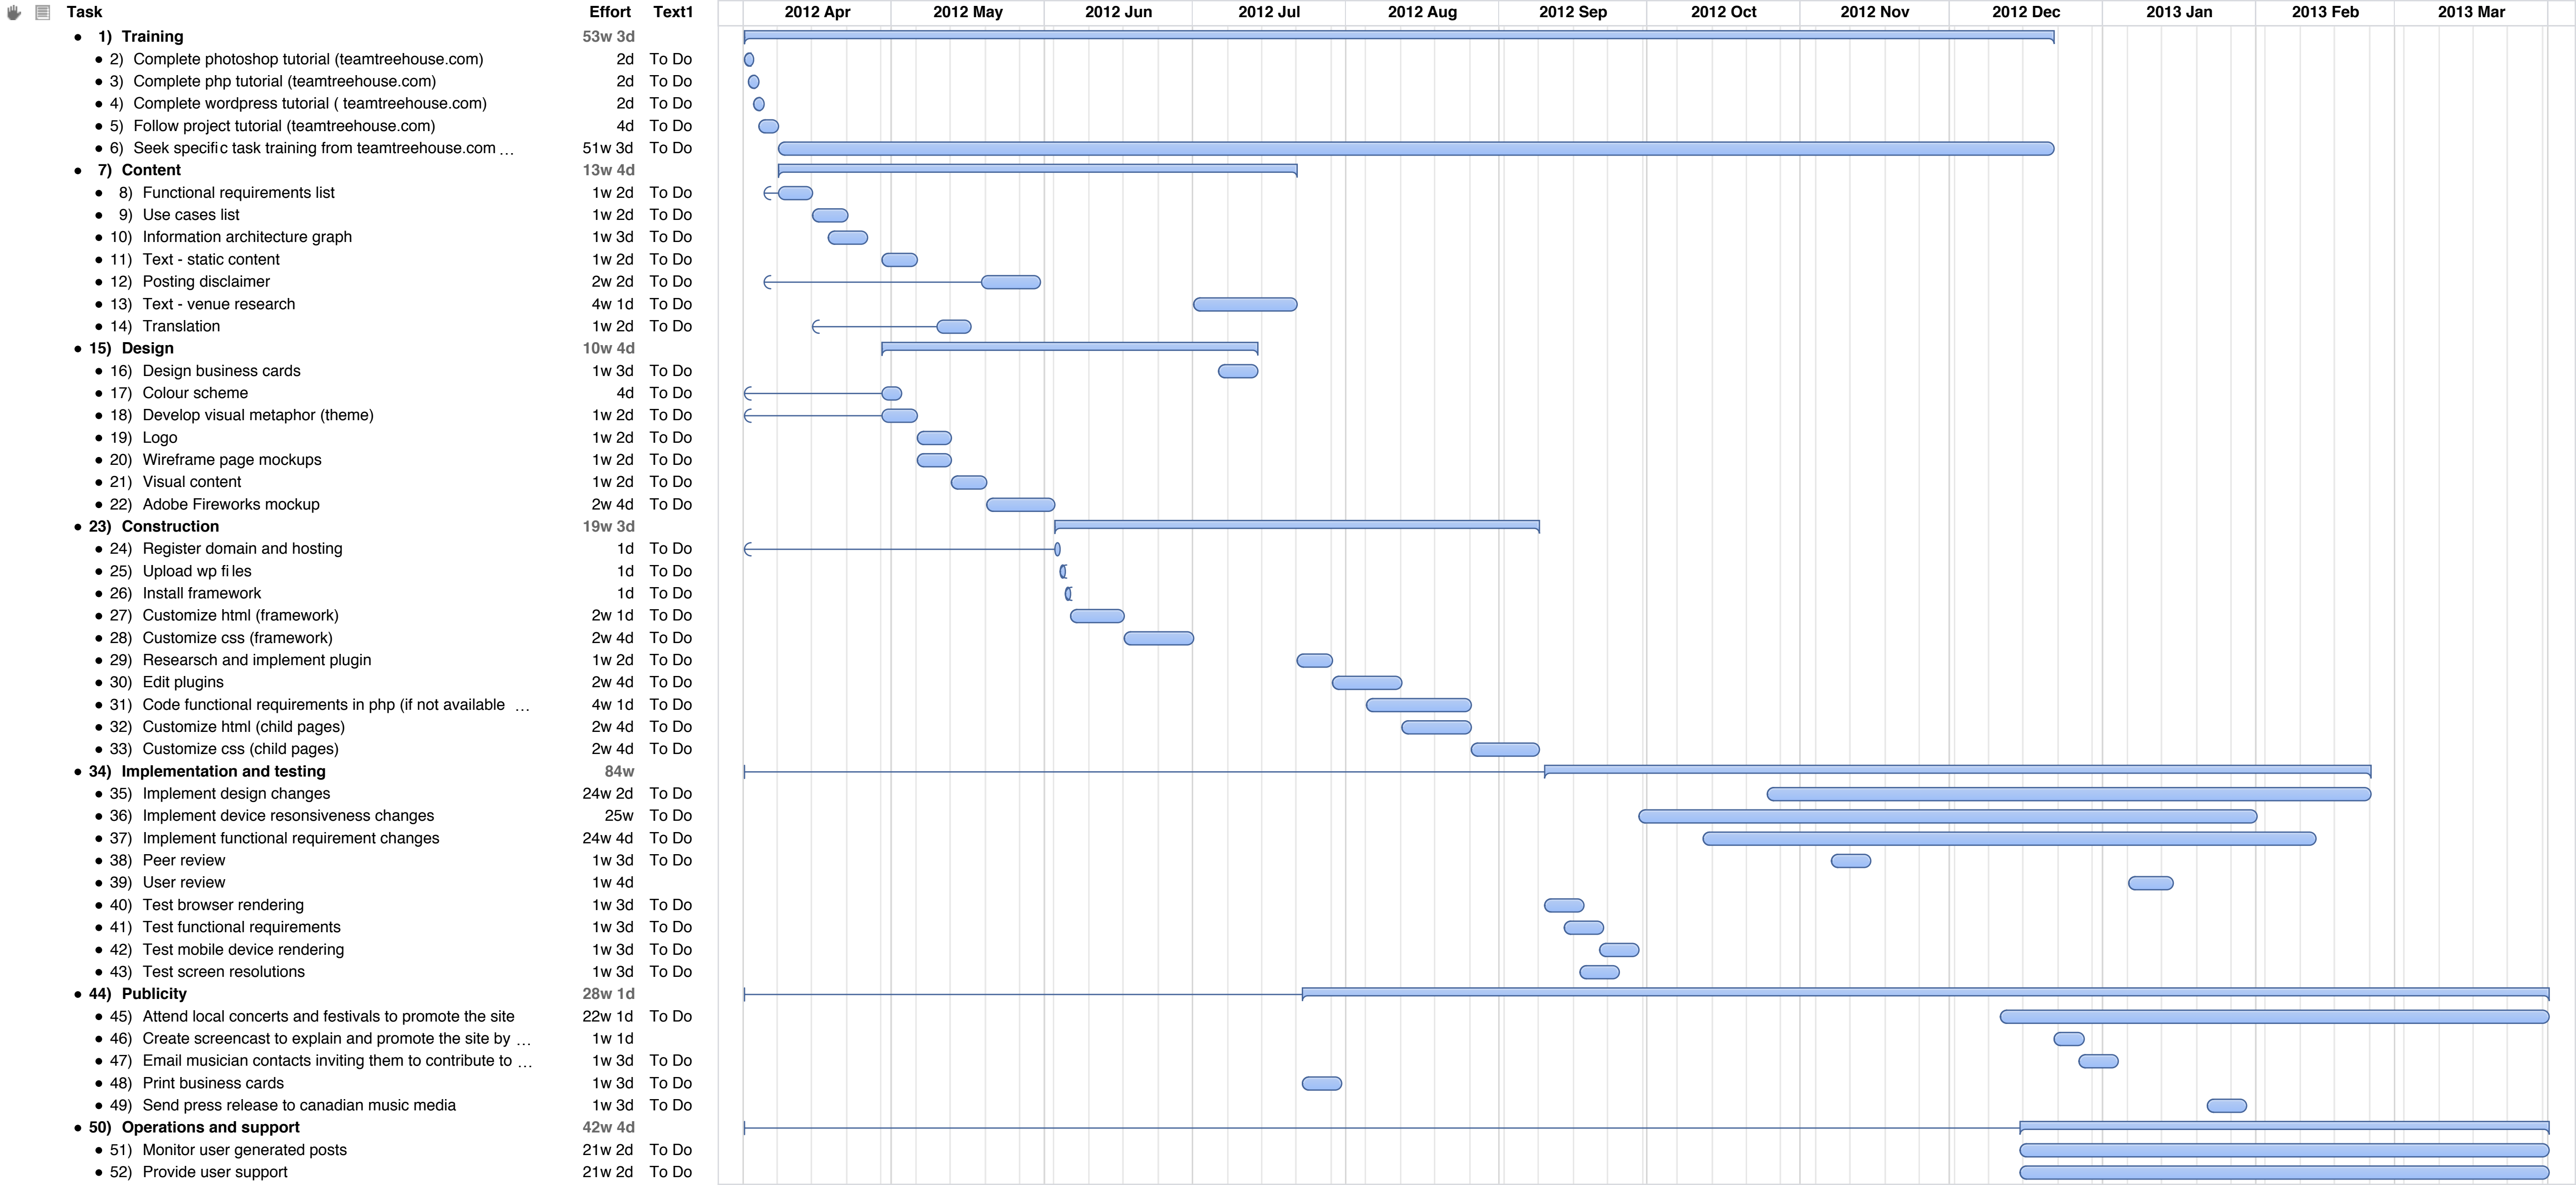 Task Effort Text1 2012 Apr 2012 May 2012 Jun 2012 Jul 2012 Aug 2012 Sep 2012 Oct 2012 Nov 2012 Dec 2013 Jan 2013 Feb 2013 Mar
• 1) Training 53w 3d
• 2) Complete photoshop tutorial (teamtreehouse.com) 2d To Do
• 3) Complete php tutorial (teamtreehouse.com) 2d To Do
• 4) Complete wordpress tutorial ( teamtreehouse.com) 2d To Do
• 5) Follow project tutorial (teamtreehouse.com) 4d To Do
• 6) Seek specific task training from teamtreehouse.com ... 51w 3d To Do
• 7) Content 13w 4d
• 8) Functional requirements list 1w 2d To Do
• 9) Use cases list 1w 2d To Do
• 10) Information architecture graph 1w 3d To Do
• 11) Text - static content 1w 2d To Do
• 12) Posting disclaimer 2w 2d To Do
• 13) Text - venue research 4w 1d To Do
• 14) Translation 1w 2d To Do
• 15) Design 10w 4d
• 16) Design business cards 1w 3d To Do
• 17) Colour scheme 4d To Do
• 18) Develop visual metaphor (theme) 1w 2d To Do
• 19) Logo 1w 2d To Do
• 20) Wireframe page mockups 1w 2d To Do
• 21) Visual content 1w 2d To Do
• 22) Adobe Fireworks mockup 2w 4d To Do
• 23) Construction 19w 3d
• 24) Register domain and hosting 1d To Do
• 25) Upload wp files 1d To Do
• 26) Install framework 1d To Do
• 27) Customize html (framework) 2w 1d To Do
• 28) Customize css (framework) 2w 4d To Do
• 29) Researsch and implement plugin 1w 2d To Do
• 30) Edit plugins 2w 4d To Do
• 31) Code functional requirements in php (if not available ... 4w 1d To Do
• 32) Customize html (child pages) 2w 4d To Do
• 33) Customize css (child pages) 2w 4d To Do
• 34) Implementation and testing 84w
• 35) Implement design changes 24w 2d To Do
• 36) Implement device resonsiveness changes 25w To Do
• 37) Implement functional requirement changes 24w 4d To Do
• 38) Peer review 1w 3d To Do
• 39) User review 1w 4d
• 40) Test browser rendering 1w 3d To Do
• 41) Test functional requirements 1w 3d To Do
• 42) Test mobile device rendering 1w 3d To Do
• 43) Test screen resolutions 1w 3d To Do
• 44) Publicity 28w 1d
• 45) Attend local concerts and festivals to promote the site 22w 1d To Do
• 46) Create screencast to explain and promote the site by ... 1w 1d
• 47) Email musician contacts inviting them to contribute to ... 1w 3d To Do
• 48) Print business cards 1w 3d To Do
• 49) Send press release to canadian music media 1w 3d To Do
• 50) Operations and support 42w 4d
• 51) Monitor user generated posts 21w 2d To Do
• 52) Provide user support 21w 2d To Do